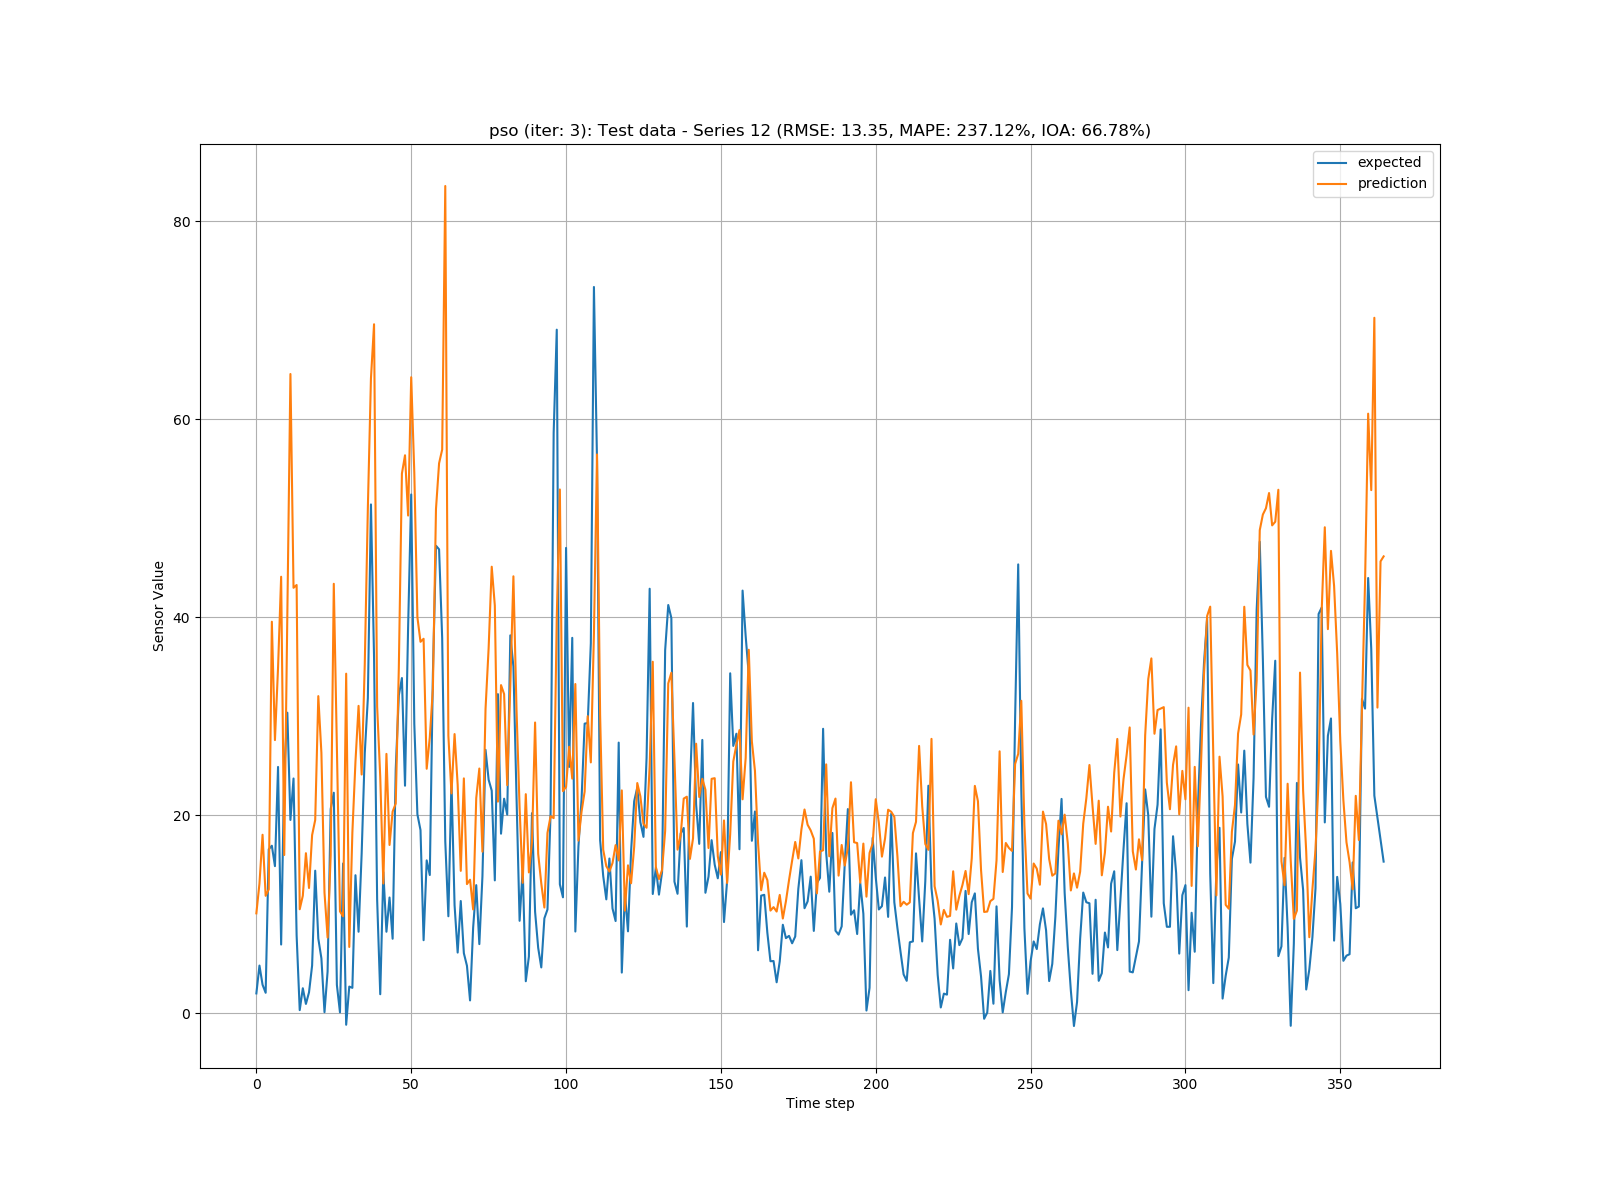 pso (iter: 3): Test data - Series 12 (RMSE: 13.35, MAPE: 237.12%, IOA: 66.78%)
expected
prediction
80
60
40
20
0
Sensor Value
0 50 100 150 200 250 300 350
Time step